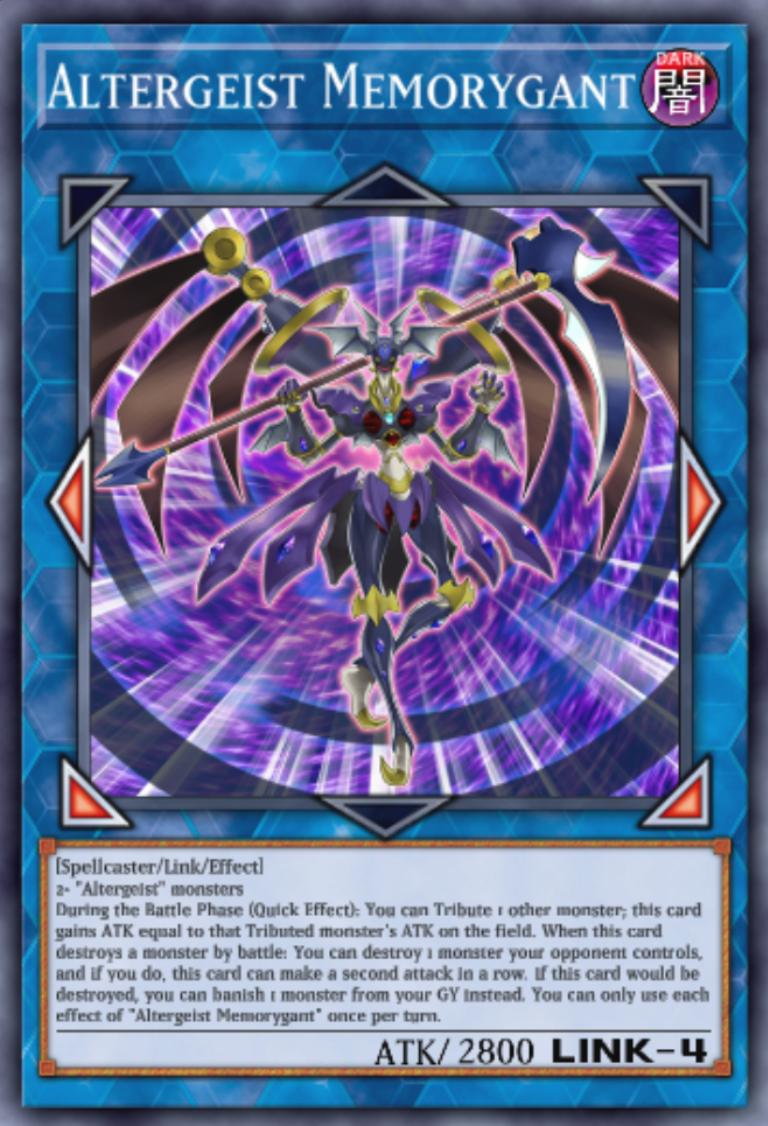 ALTERGEIST MEMORYGANT
DARK
闇
[Spellcaster/Link/Effect]
2+ "Altergeist" monsters
During the Battle Phase (Quick Effect): You can Tribute 1 other monster; this card
gains ATK equal to that Tributed monster's ATK on the field. When this card
destroys a monster by battle: You can destroy 1 monster your opponent controls,
and if you do, this card can make a second attack in a row. If this card would be
destroyed, you can banish 1 monster from your GY instead. You can only use each
effect of "Altergeist Memorygant" once per turn.
ATK/ 2800 LINK-4